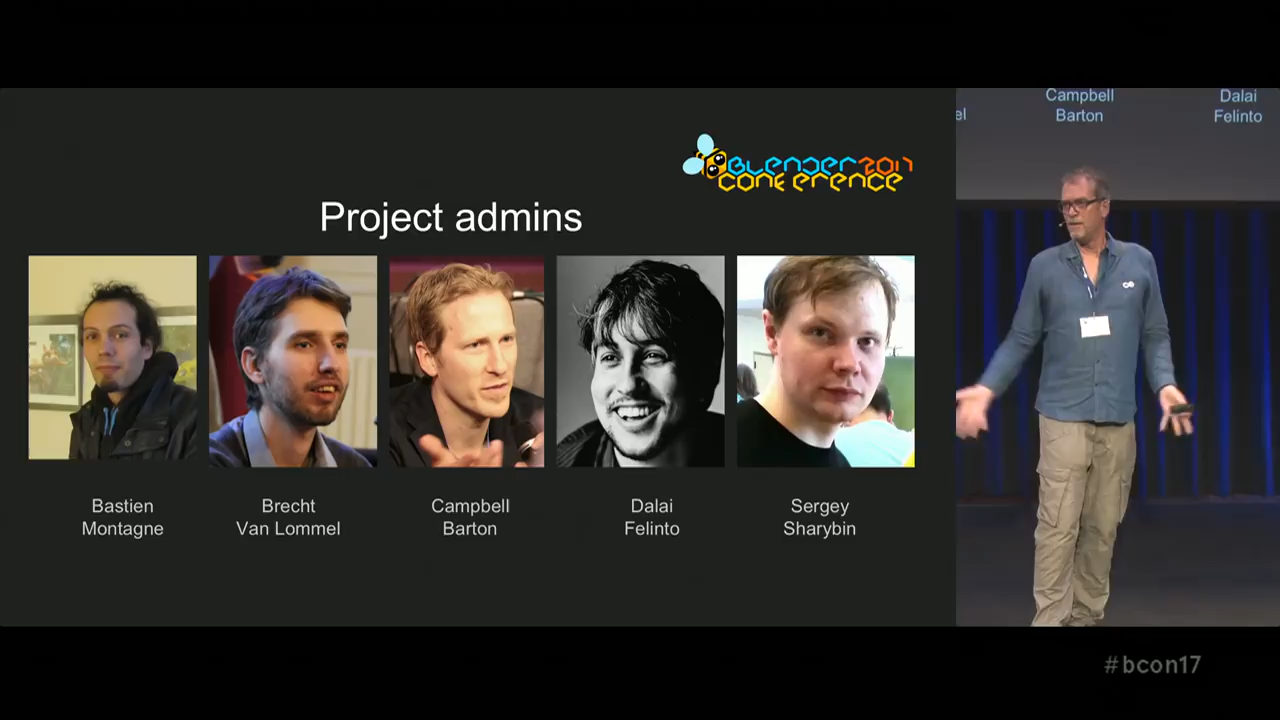 BLENDER 2017
CONFERENCE
Project admins
Bastien
Montagne
Brecht
Van Lommel
Campbell
Barton
Dalai
Felinto
Sergey
Sharybin
el
Campbell
Barton
Dalai
Felinto
#bcon17